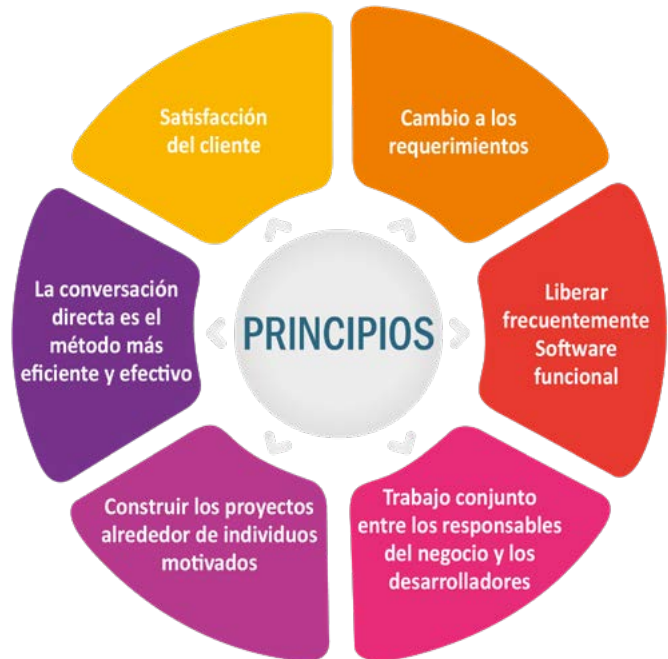 Satisfacción
del cliente
Cambio a los
requerimientos
Liberar
frecuentemente
Software
funcional
Trabajo conjunto
entre los responsables
del negocio y los
desarrolladores
Construir los proyectos
alrededor de individuos
motivados
La conversación
directa es el
método más
eficiente y efectivo
PRINCIPIOS